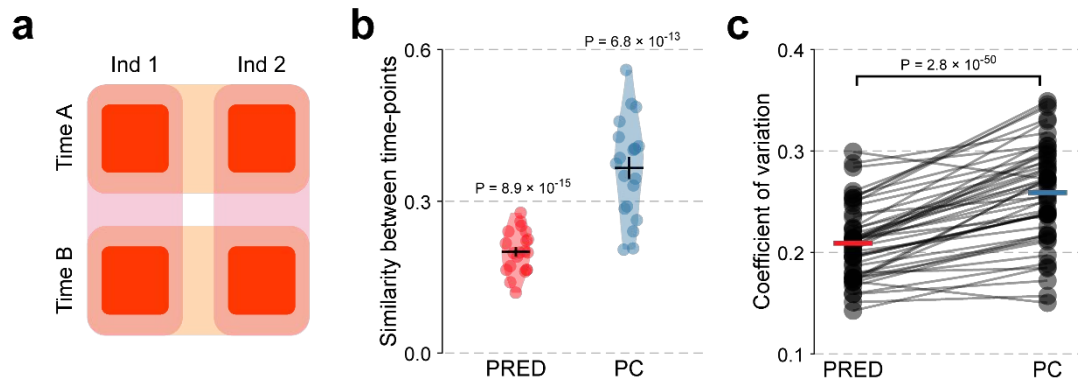 a
Ind 1 Ind 2
Time A
Time B
b
Similarity between time-points
0.6
0.3
0.0
P = 8.9 × 10-15
P = 6.8 × 10-13
PRED PC
c
Coefficient of variation
0.4
0.3
0.2
0.1
P = 2.8 × 10-50
PRED PC